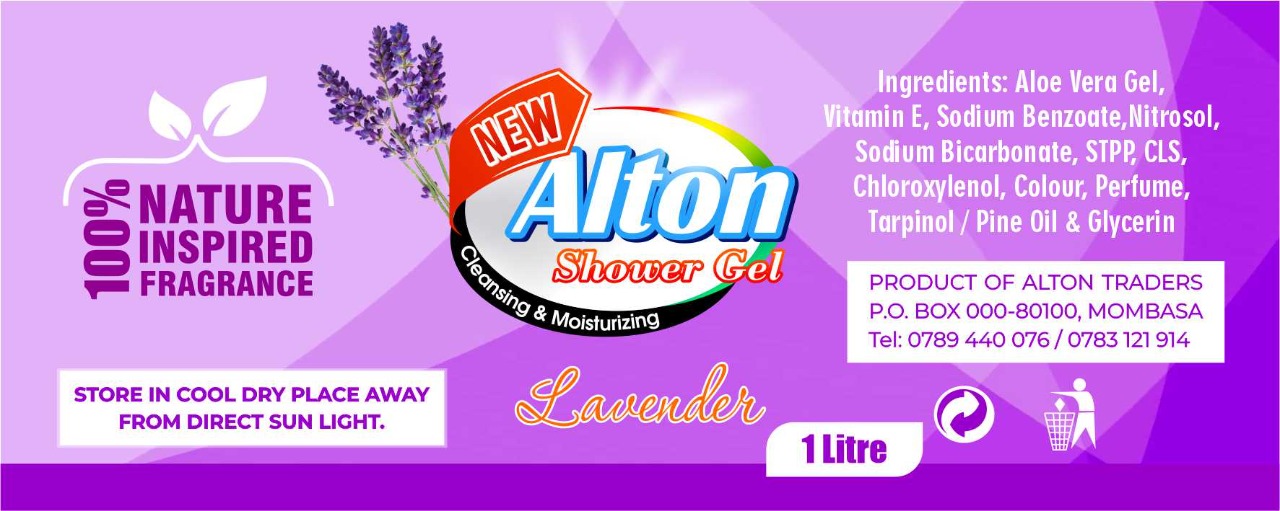 100% NATURE
INSPIRED
FRAGRANCE
STORE IN COOL DRY PLACE AWAY
FROM DIRECT SUN LIGHT.
NEW
Alton
Shower Gel
Cleansing & Moisturizing
Lavender
1 Litre
Ingredients: Aloe Vera Gel,
Vitamin E, Sodium Benzoate,Nitrosol,
Sodium Bicarbonate, STPP, CLS,
Chloroxylenol, Colour, Perfume,
Tarpinol / Pine Oil & Glycerin
PRODUCT OF ALTON TRADERS
P.O. BOX 000-80100, MOMBASA
Tel: 0789 440 076 / 0783 121 914